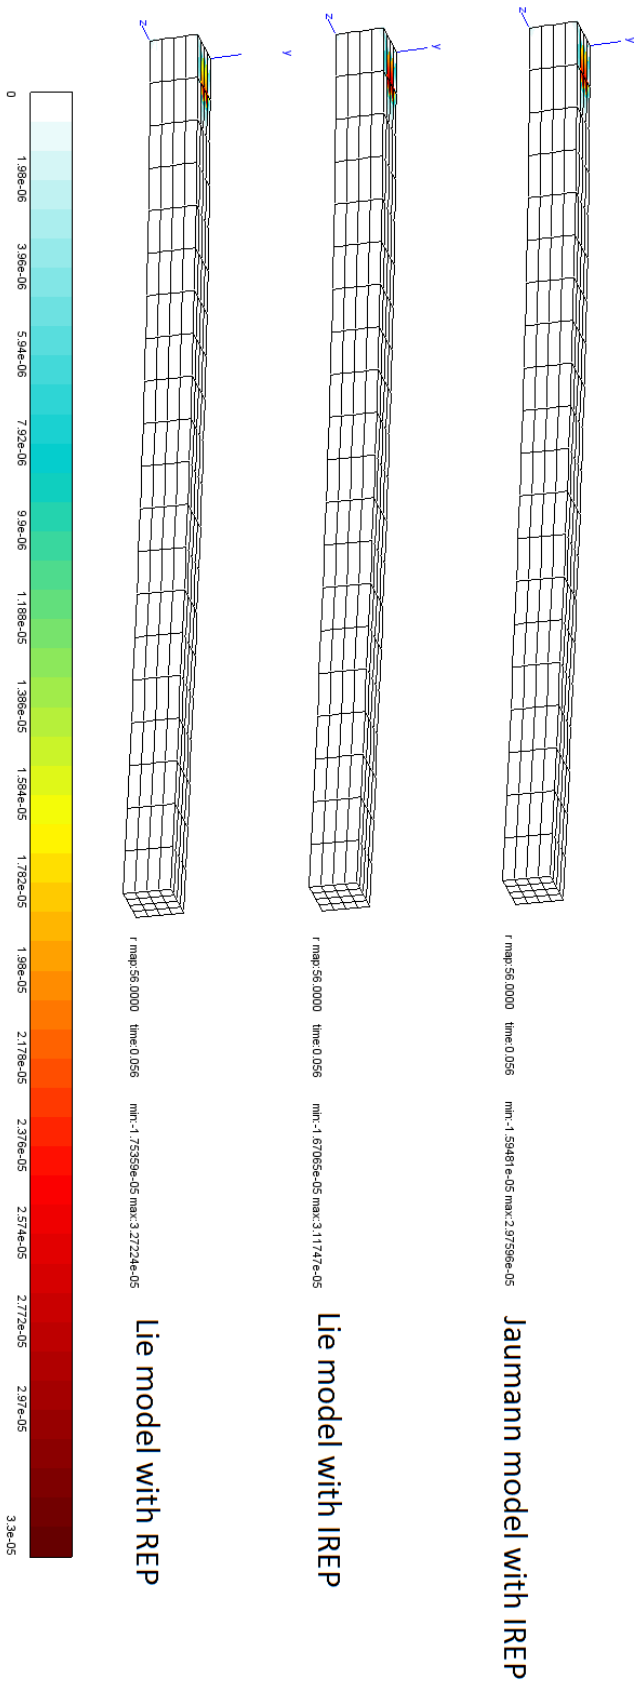 y
z
r map:56.0000 time:0.056 min:-1.59481e-05 max:2.97596e-05
Jaumann model with IREP
y
z
r map:56.0000 time:0.056 min:-1.67065e-05 max:3.11747e-05
Lie model with IREP
y
z
r map:56.0000 time:0.056 min:-1.75359e-05 max:3.27224e-05
Lie model with REP
0 1.98e-06 3.96e-06 5.94e-06 7.92e-06 9.9e-06 1.188e-05 1.386e-05 1.584e-05 1.782e-05 1.98e-05 2.178e-05 2.376e-05 2.574e-05 2.772e-05 2.97e-05 3.3e-05